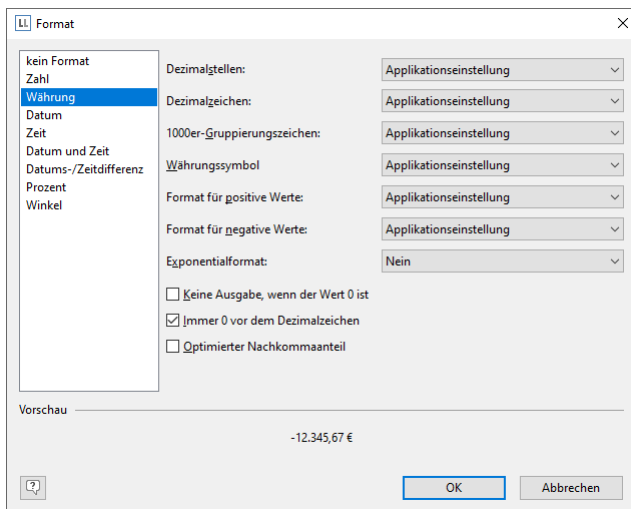 LL Format
kein Format
Zahl
Währung
Datum
Zeit
Datum und Zeit
Datums-/Zeitdifferenz
Prozent
Winkel
Dezimalstellen: Applikationseinstellung
Dezimalzeichen: Applikationseinstellung
1000er-Gruppierungszeichen: Applikationseinstellung
Währungssymbol Applikationseinstellung
Format für positive Werte: Applikationseinstellung
Format für negative Werte: Applikationseinstellung
Exponentialformat: Nein
Keine Ausgabe, wenn der Wert 0 ist
Immer 0 vor dem Dezimalzeichen
Optimierter Nachkommaanteil
Vorschau
-12.345,67 €
OK Abbrechen